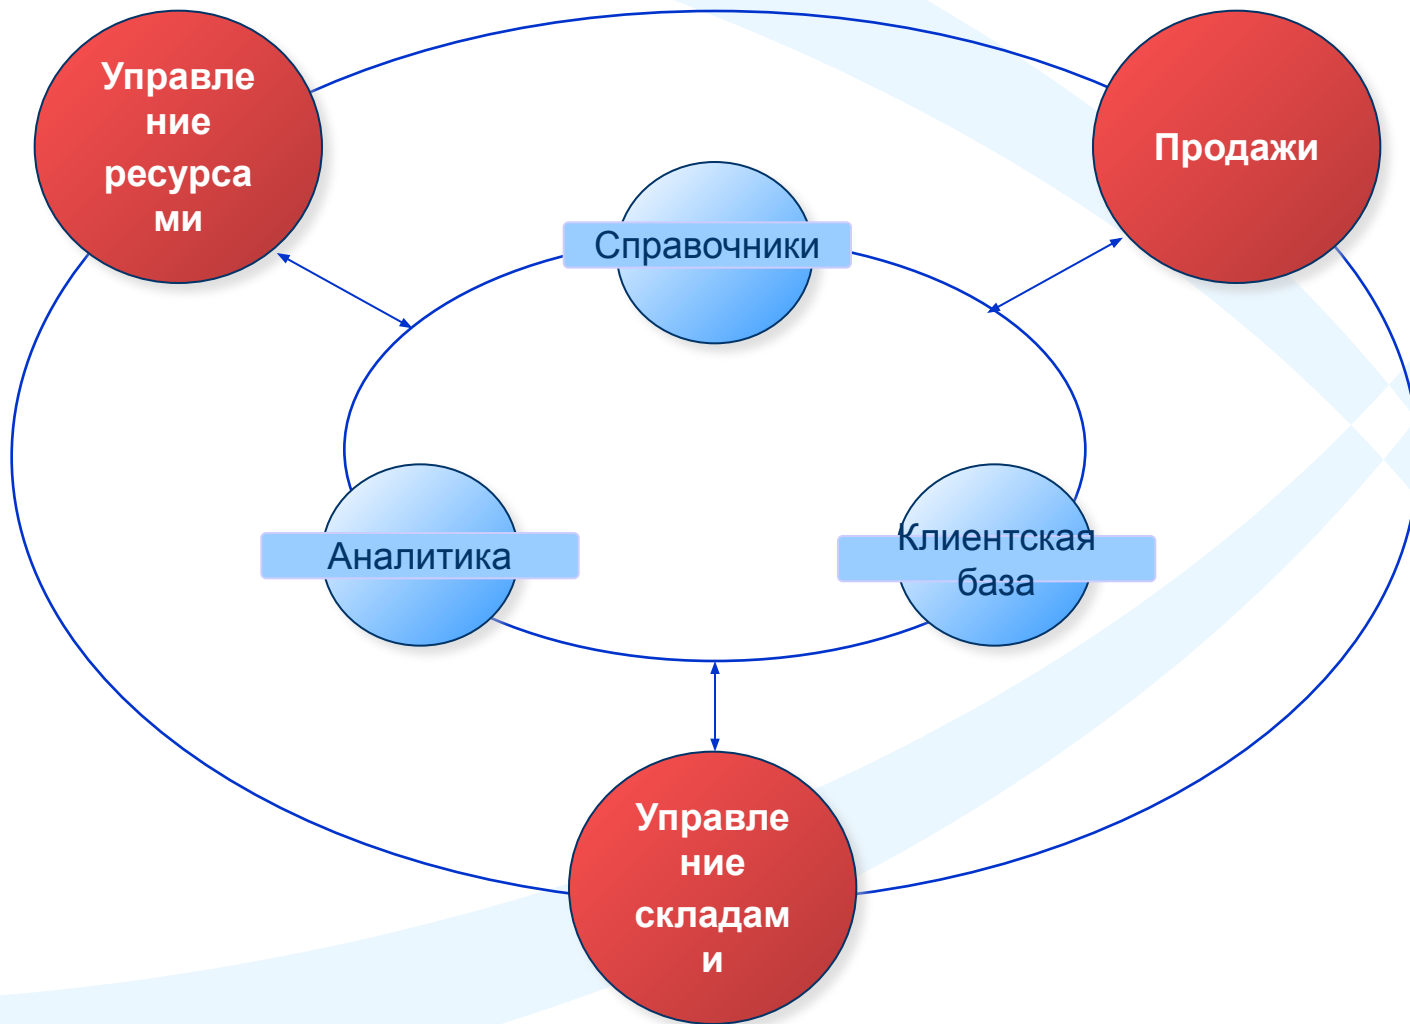 Управле
ние
ресурса
ми
Продажи
Справочники
Аналитика
Клиентская
база
Управле
ние
складам
и